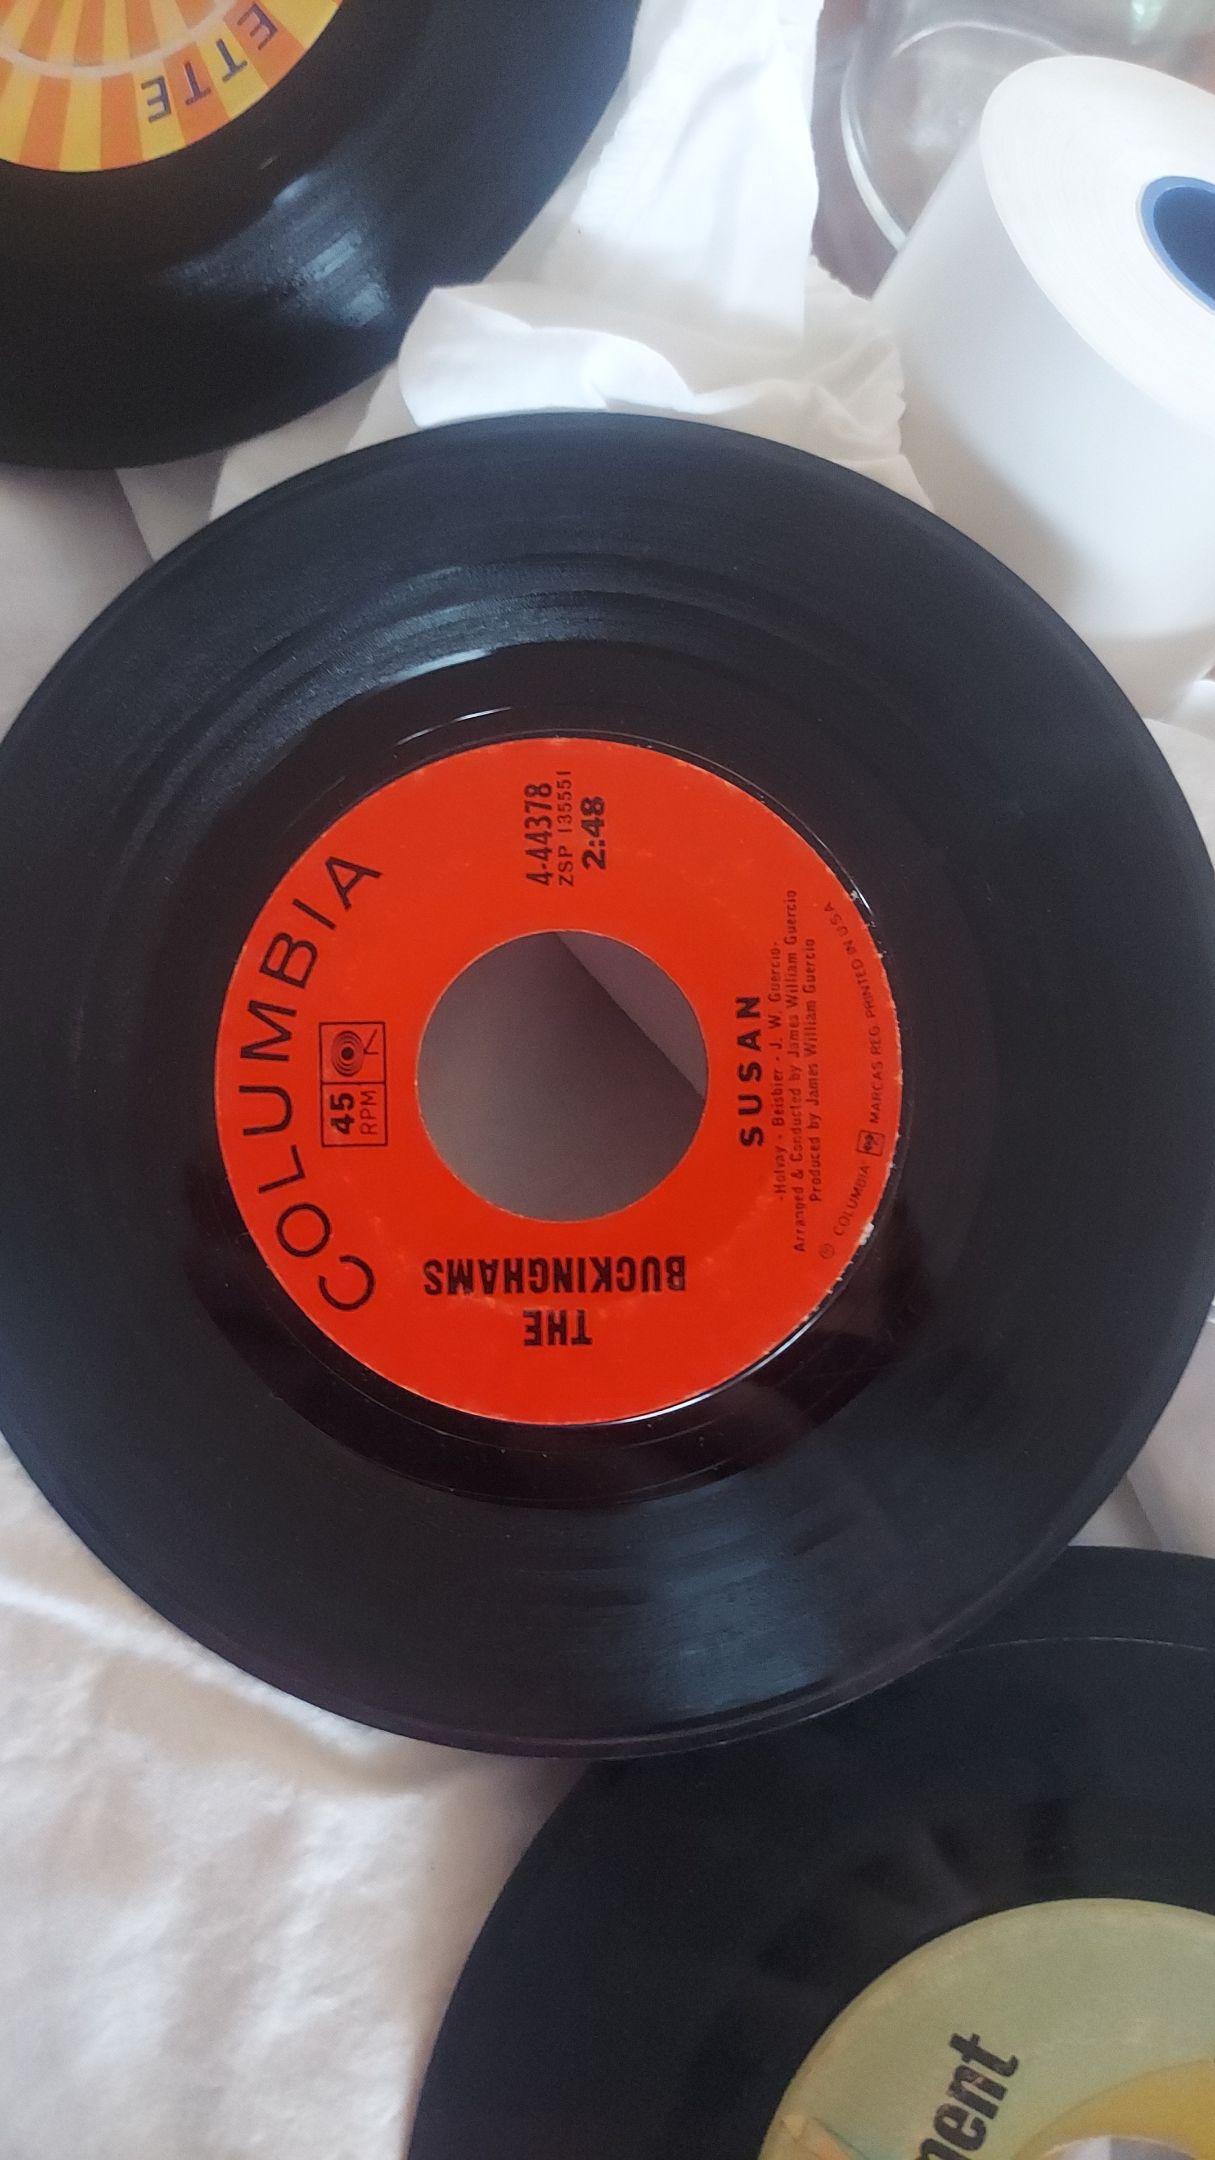 ETTE
COLUMBIA
45
RPM
4-44378
ZSP 135551
2:48
THE
BUCKINGHAMS
SUSAN
-Holvay - Beisbier - J. W. Guercio-
Arranged & Conducted by James William Guercio
Produced by James William Guercio
℗ COLUMBIA MARCAS REG. PRINTED IN U.S.A.
ment